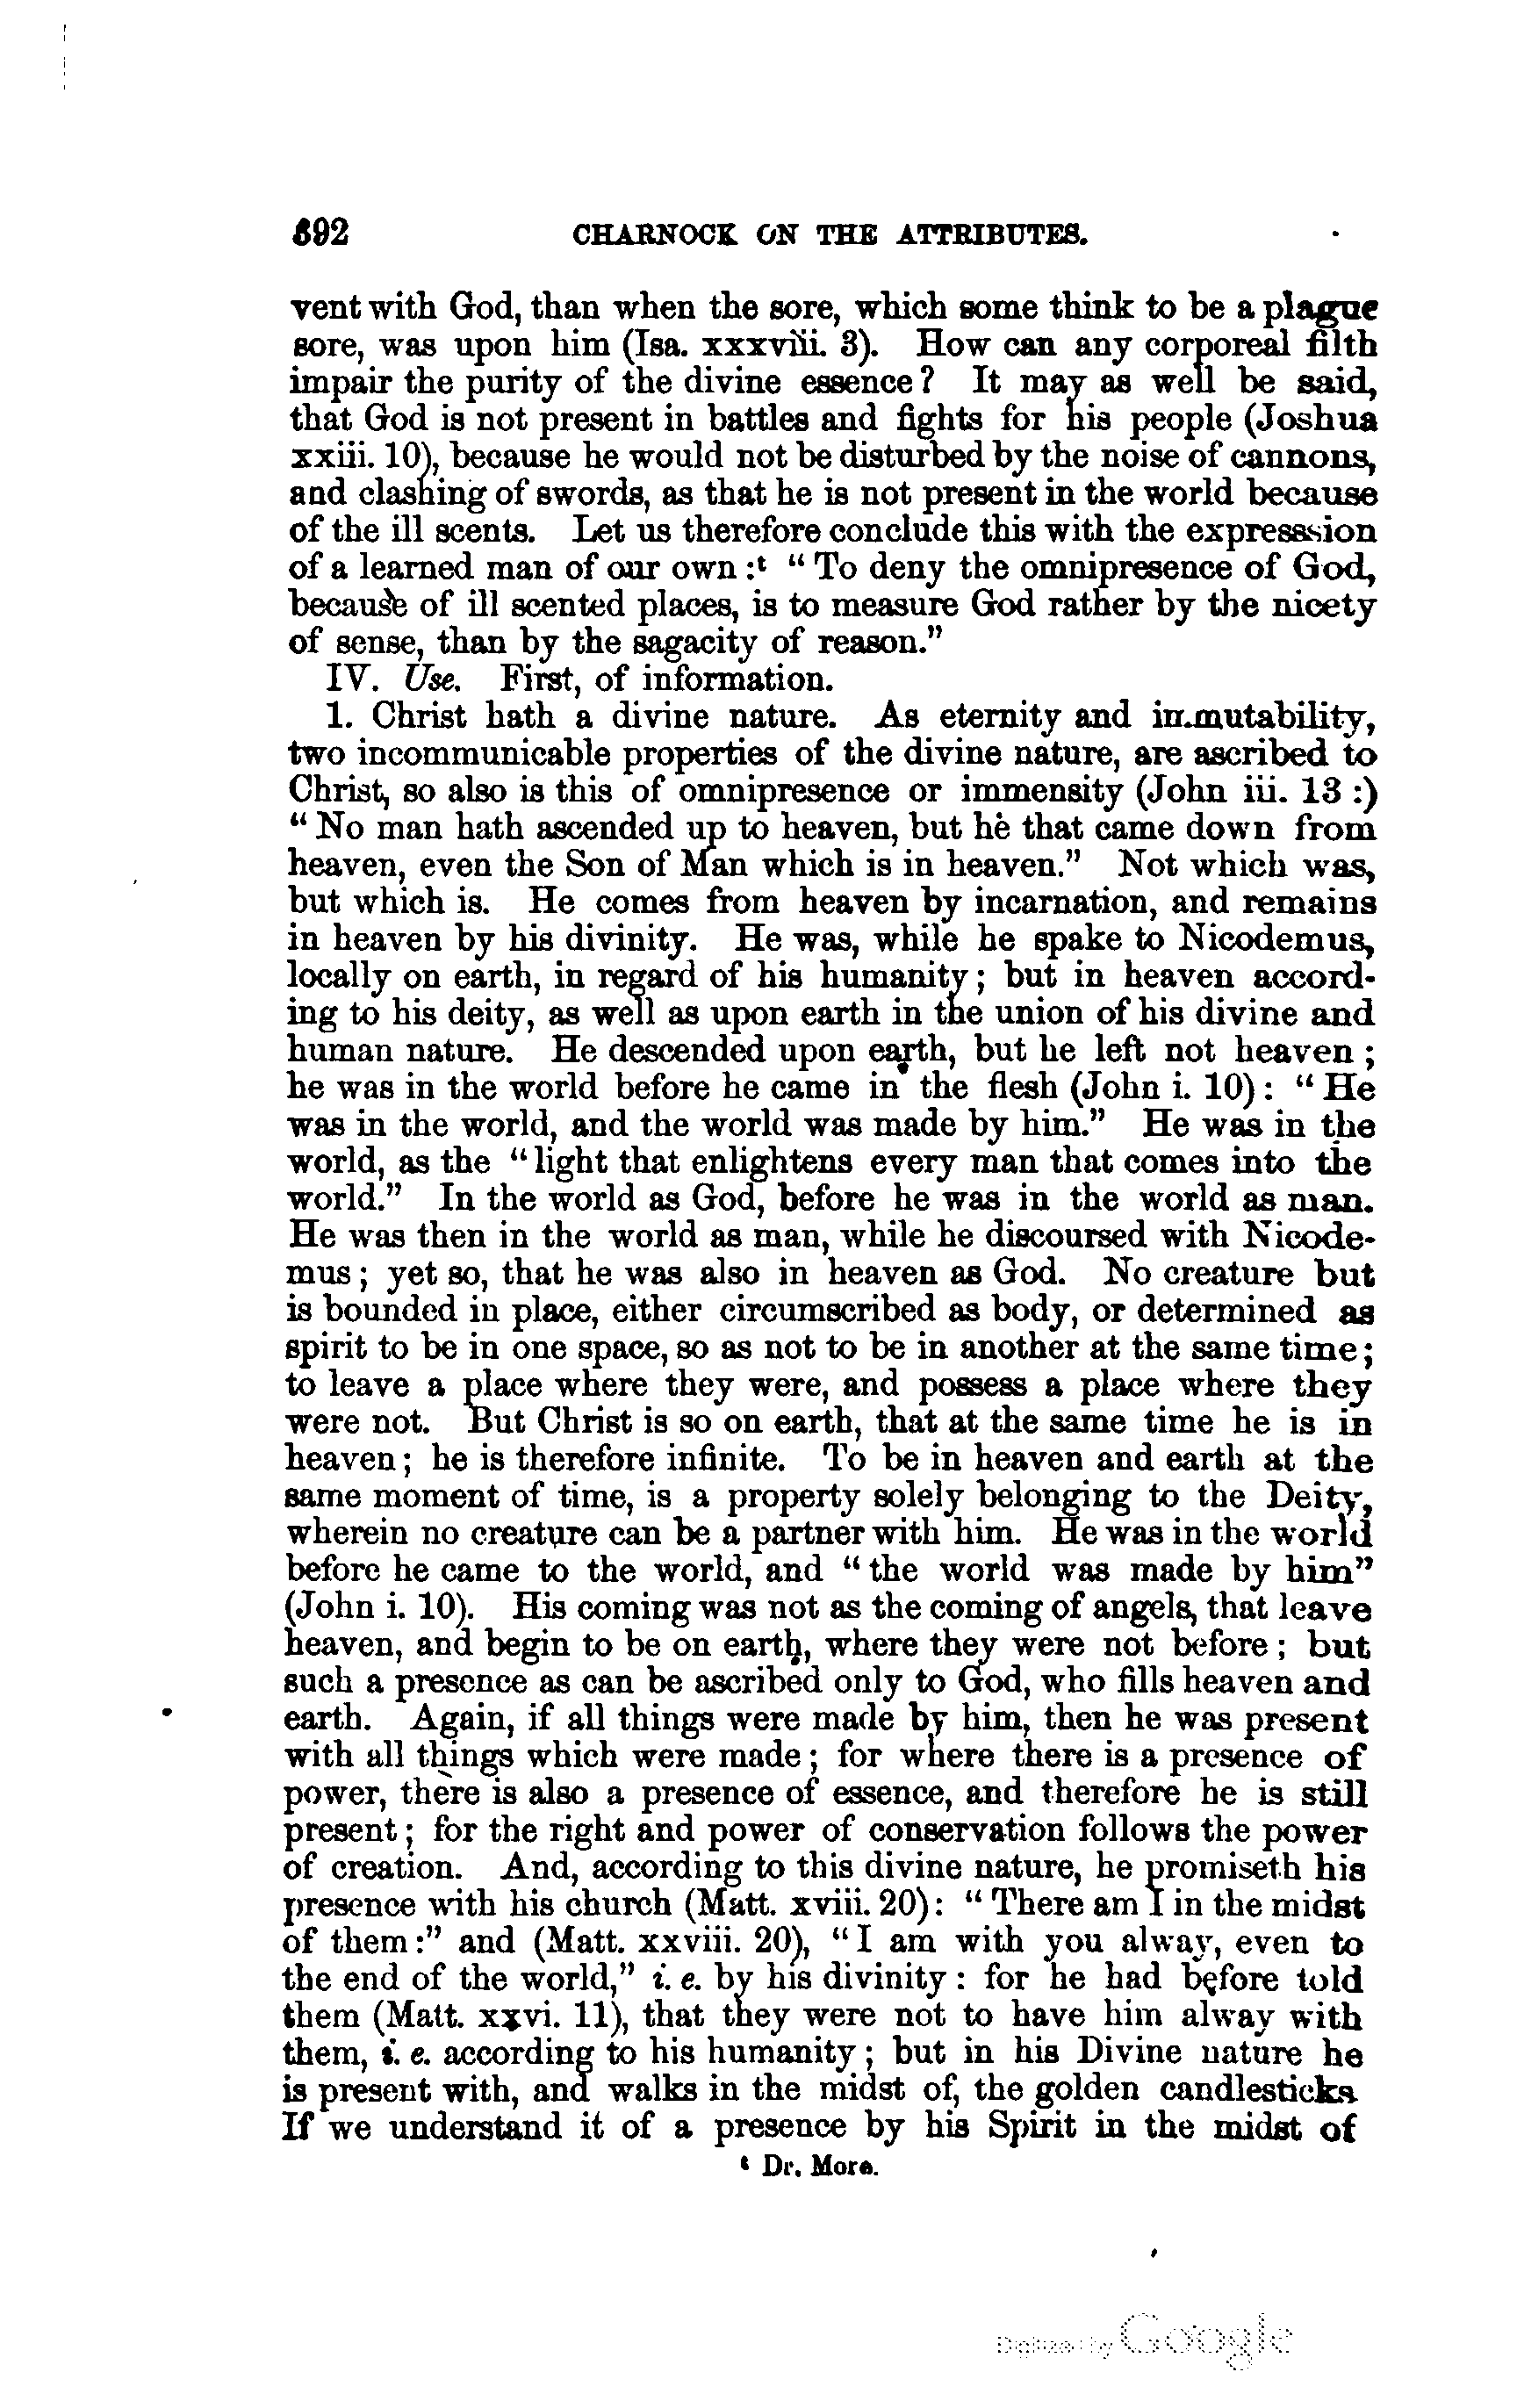 392 CHARNOCK ON THE ATTRIBUTES.
vent with God, than when the sore, which some think to be a plague
sore, was upon him (Isa. xxxviii. 3). How can any corporeal filth
impair the purity of the divine essence? It may as well be said,
that God is not present in battles and fights for his people (Joshua
xxiii. 10), because he would not be disturbed by the noise of cannons,
and clashing of swords, as that he is not present in the world because
of the ill scents. Let us therefore conclude this with the expresssion
of a learned man of our own :t “ To deny the omnipresence of God,
because of ill scented places, is to measure God rather by the nicety
of sense, than by the sagacity of reason.”
IV. Use. First, of information.
1. Christ hath a divine nature. As eternity and immutability,
two incommunicable properties of the divine nature, are ascribed to
Christ, so also is this of omnipresence or immensity (John iii. 13 :)
“ No man hath ascended up to heaven, but he that came down from
heaven, even the Son of Man which is in heaven.” Not which was,
but which is. He comes from heaven by incarnation, and remains
in heaven by his divinity. He was, while he spake to Nicodemus,
locally on earth, in regard of his humanity; but in heaven accord-
ing to his deity, as well as upon earth in the union of his divine and
human nature. He descended upon earth, but he left not heaven ;
he was in the world before he came in the flesh (John i. 10) : “ He
was in the world, and the world was made by him.” He was in the
world, as the “ light that enlightens every man that comes into the
world.” In the world as God, before he was in the world as man.
He was then in the world as man, while he discoursed with Nicode-
mus; yet so, that he was also in heaven as God. No creature but
is bounded in place, either circumscribed as body, or determined as
spirit to be in one space, so as not to be in another at the same time;
to leave a place where they were, and possess a place where they
were not. But Christ is so on earth, that at the same time he is in
heaven; he is therefore infinite. To be in heaven and earth at the
same moment of time, is a property solely belonging to the Deity,
wherein no creature can be a partner with him. He was in the world
before he came to the world, and “ the world was made by him”
(John i. 10). His coming was not as the coming of angels, that leave
heaven, and begin to be on earth, where they were not before ; but
such a presence as can be ascribed only to God, who fills heaven and
earth. Again, if all things were made by him, then he was present
with all things which were made ; for where there is a presence of
power, there is also a presence of essence, and therefore he is still
present ; for the right and power of conservation follows the power
of creation. And, according to this divine nature, he promiseth his
presence with his church (Matt. xviii. 20) : “ There am I in the midst
of them :” and (Matt. xxviii. 20), “ I am with you alway, even to
the end of the world,” i. e. by his divinity : for he had before told
them (Matt. xxvi. 11), that they were not to have him alway with
them, i. e. according to his humanity ; but in his Divine nature he
is present with, and walks in the midst of, the golden candlesticks
If we understand it of a presence by his Spirit in the midst of
t Dr. More.
Digitized by Google